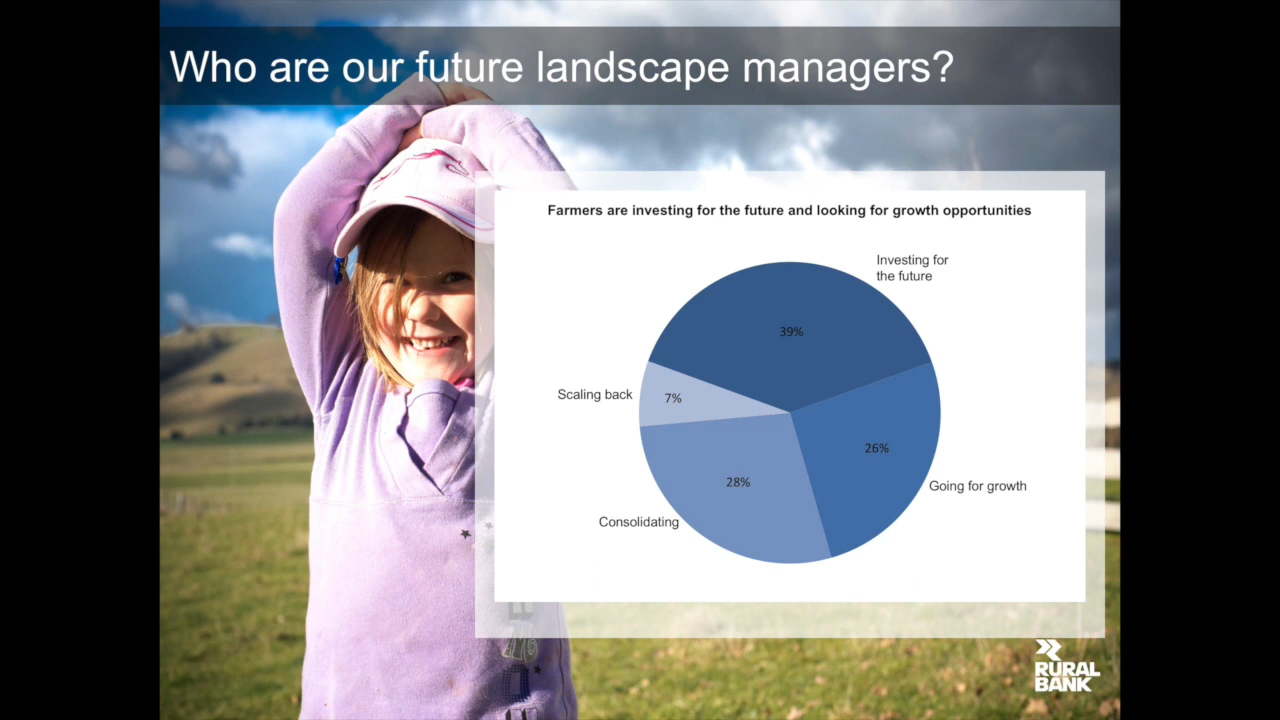 Who are our future landscape managers?
Farmers are investing for the future and looking for growth opportunities
Investing for
the future
39%
Scaling back
7%
26%
28%
Going for growth
Consolidating
RURAL
BANK